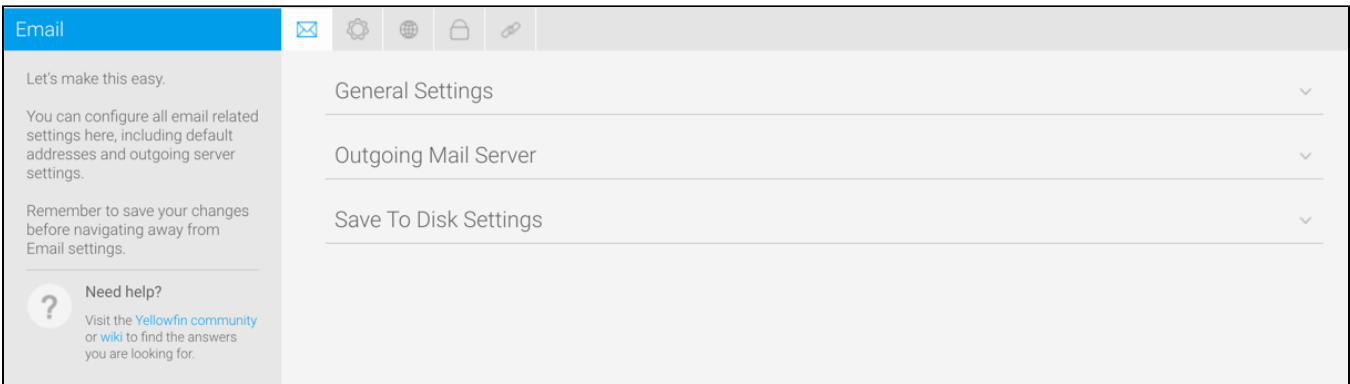 Email
Let's make this easy.
You can configure all email related
settings here, including default
addresses and outgoing server
settings.
Remember to save your changes
before navigating away from
Email settings.
?
Need help?
Visit the Yellowfin community
or wiki to find the answers
you are looking for.
General Settings
Outgoing Mail Server
Save To Disk Settings